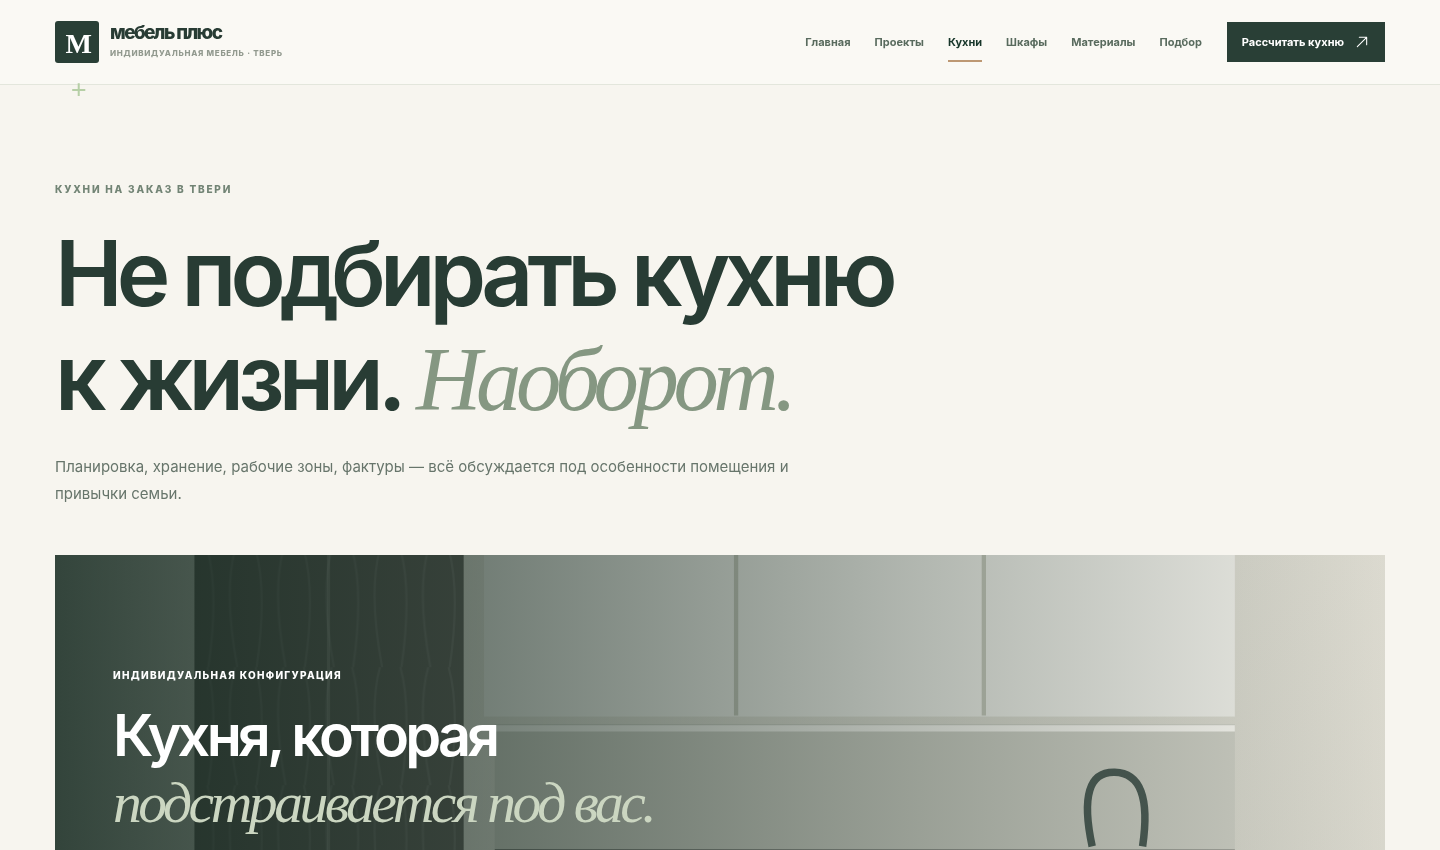 M
мебель плюс
ИНДИВИДУАЛЬНАЯ МЕБЕЛЬ · ТВЕРЬ
Главная
Проекты
Кухни
Шкафы
Материалы
Подбор
Рассчитать кухню
КУХНИ НА ЗАКАЗ В ТВЕРИ
Не подбирать кухню
к жизни. Наоборот.
Планировка, хранение, рабочие зоны, фактуры — всё обсуждается под особенности помещения и
привычки семьи.
ИНДИВИДУАЛЬНАЯ КОНФИГУРАЦИЯ
Кухня, которая
подстраивается под вас.